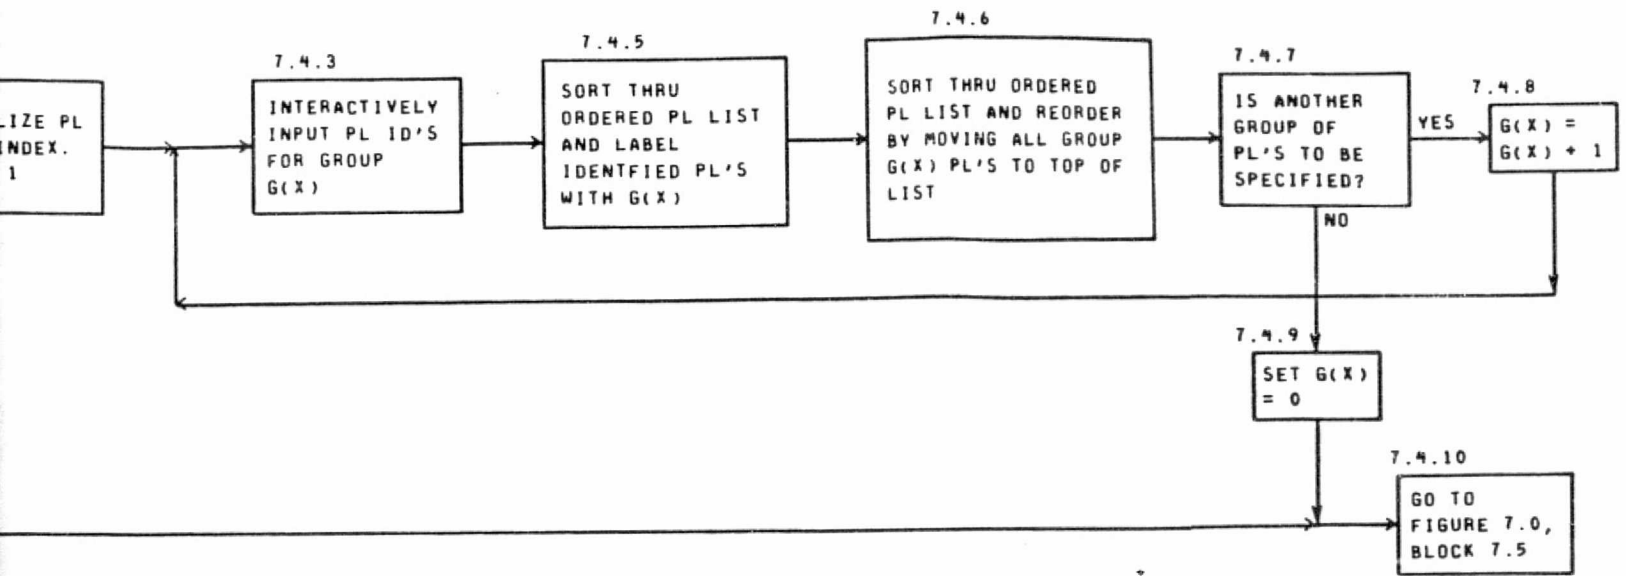 LIZE PL
INDEX.
1
7.4.3
INTERACTIVELY
INPUT PL ID'S
FOR GROUP
G(X)
7.4.5
SORT THRU
ORDERED PL LIST
AND LABEL
IDENTFIED PL'S
WITH G(X)
7.4.6
SORT THRU ORDERED
PL LIST AND REORDER
BY MOVING ALL GROUP
G(X) PL'S TO TOP OF
LIST
7.4.7
IS ANOTHER
GROUP OF
PL'S TO BE
SPECIFIED?
YES
NO
7.4.8
G(X) =
G(X) + 1
7.4.9
SET G(X)
= 0
7.4.10
GO TO
FIGURE 7.0,
BLOCK 7.5